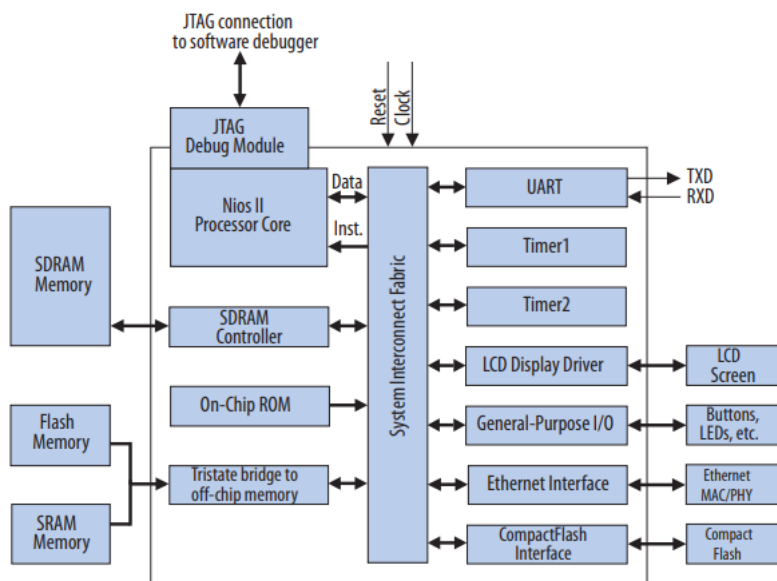 JTAG connection
to software debugger
Reset
Clock
JTAG
Debug Module
Nios II
Processor Core
Data
Inst.
System Interconnect Fabric
UART
TXD
RXD
Timer1
Timer2
SDRAM
Memory
SDRAM
Controller
LCD Display Driver
LCD
Screen
On-Chip ROM
General-Purpose I/O
Buttons,
LEDs, etc.
Flash
Memory
Tristate bridge to
off-chip memory
Ethernet Interface
Ethernet
MAC/PHY
SRAM
Memory
CompactFlash
Interface
Compact
Flash